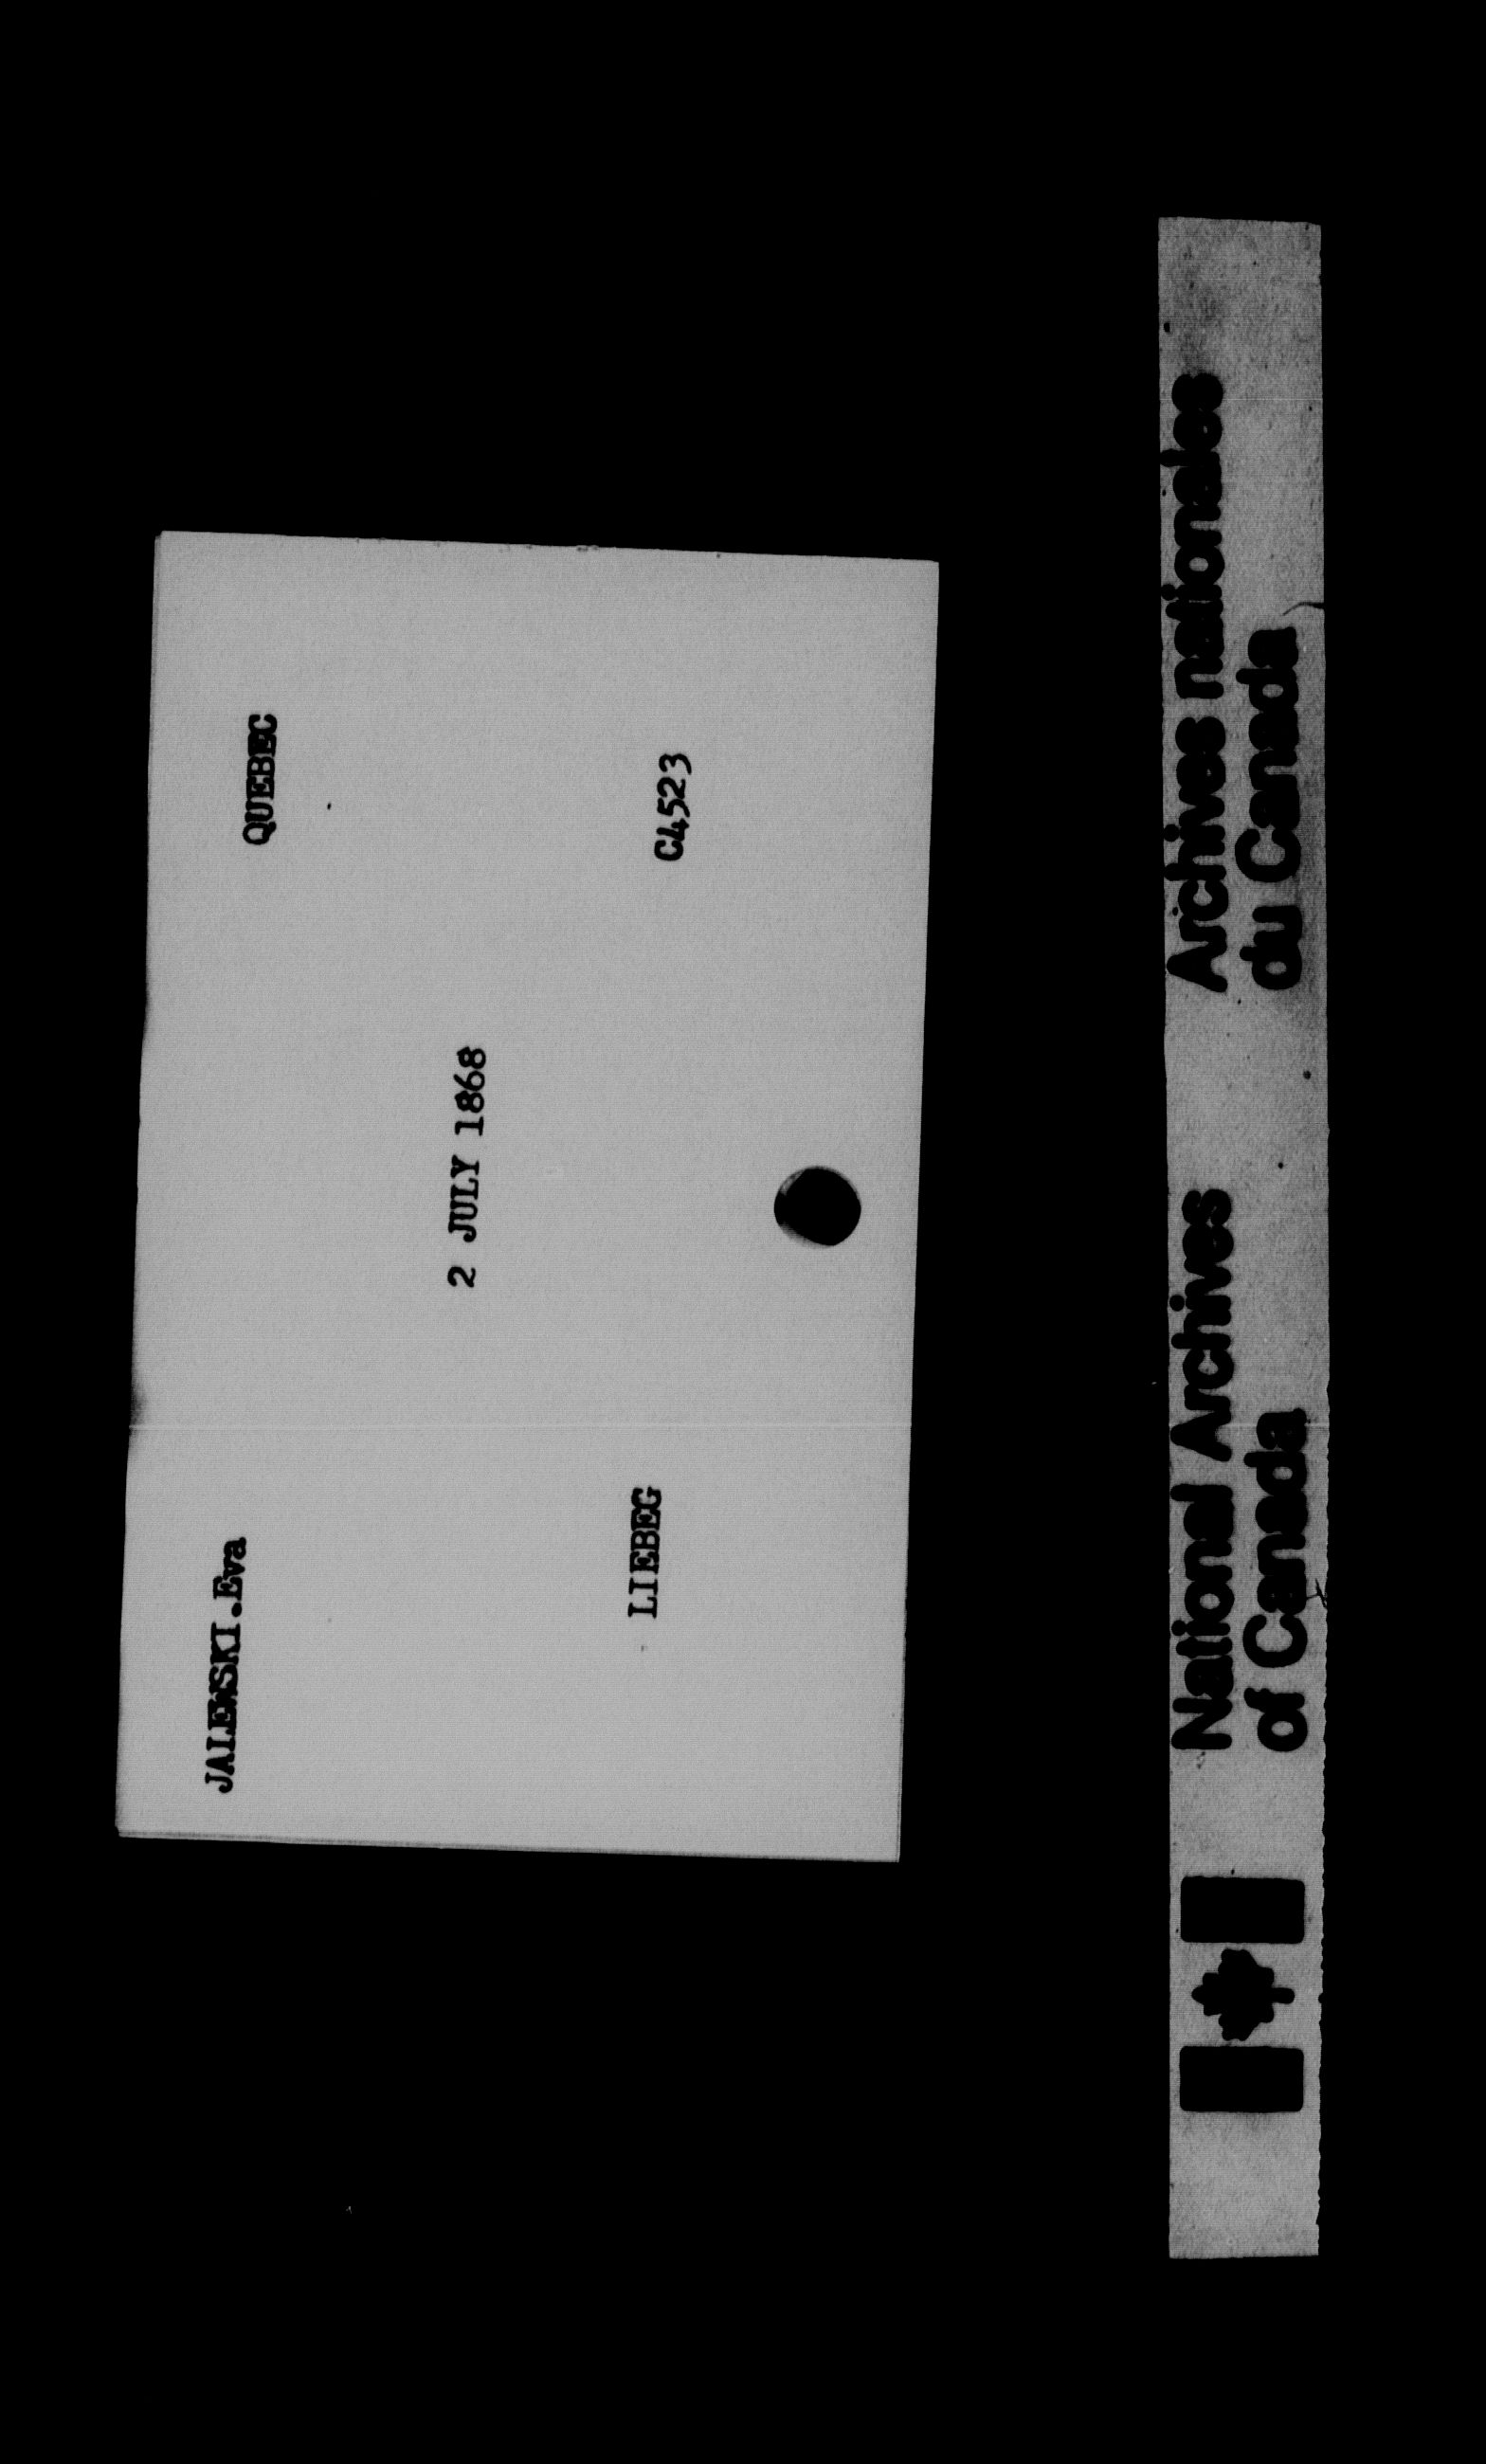 JALEWSKI.Eva
QUEBEC
2 JULY 1868
LIEBEG
C4523
National Archives
of Canada
Archives nationales
du Canada